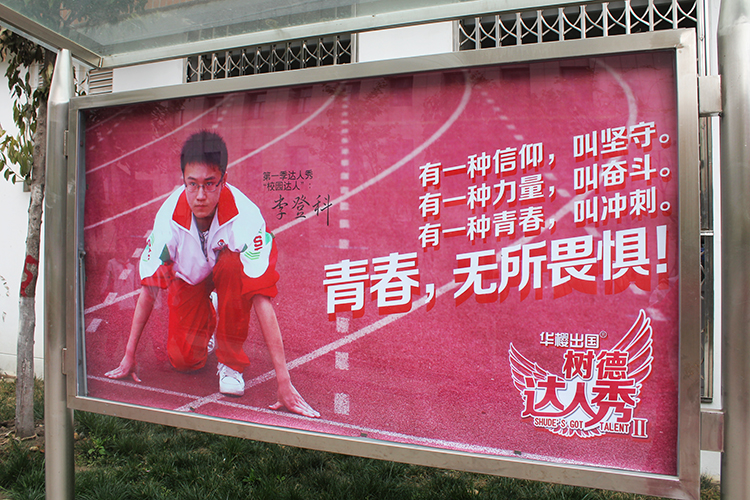 第一季达人秀
“校园达人”：
李登科
有一种信仰，叫坚守。
有一种力量，叫奋斗。
有一种青春，叫冲刺。
青春，无所畏惧！
华樱出国®
树德
达人秀
SHUDE'S GOT TALENT II